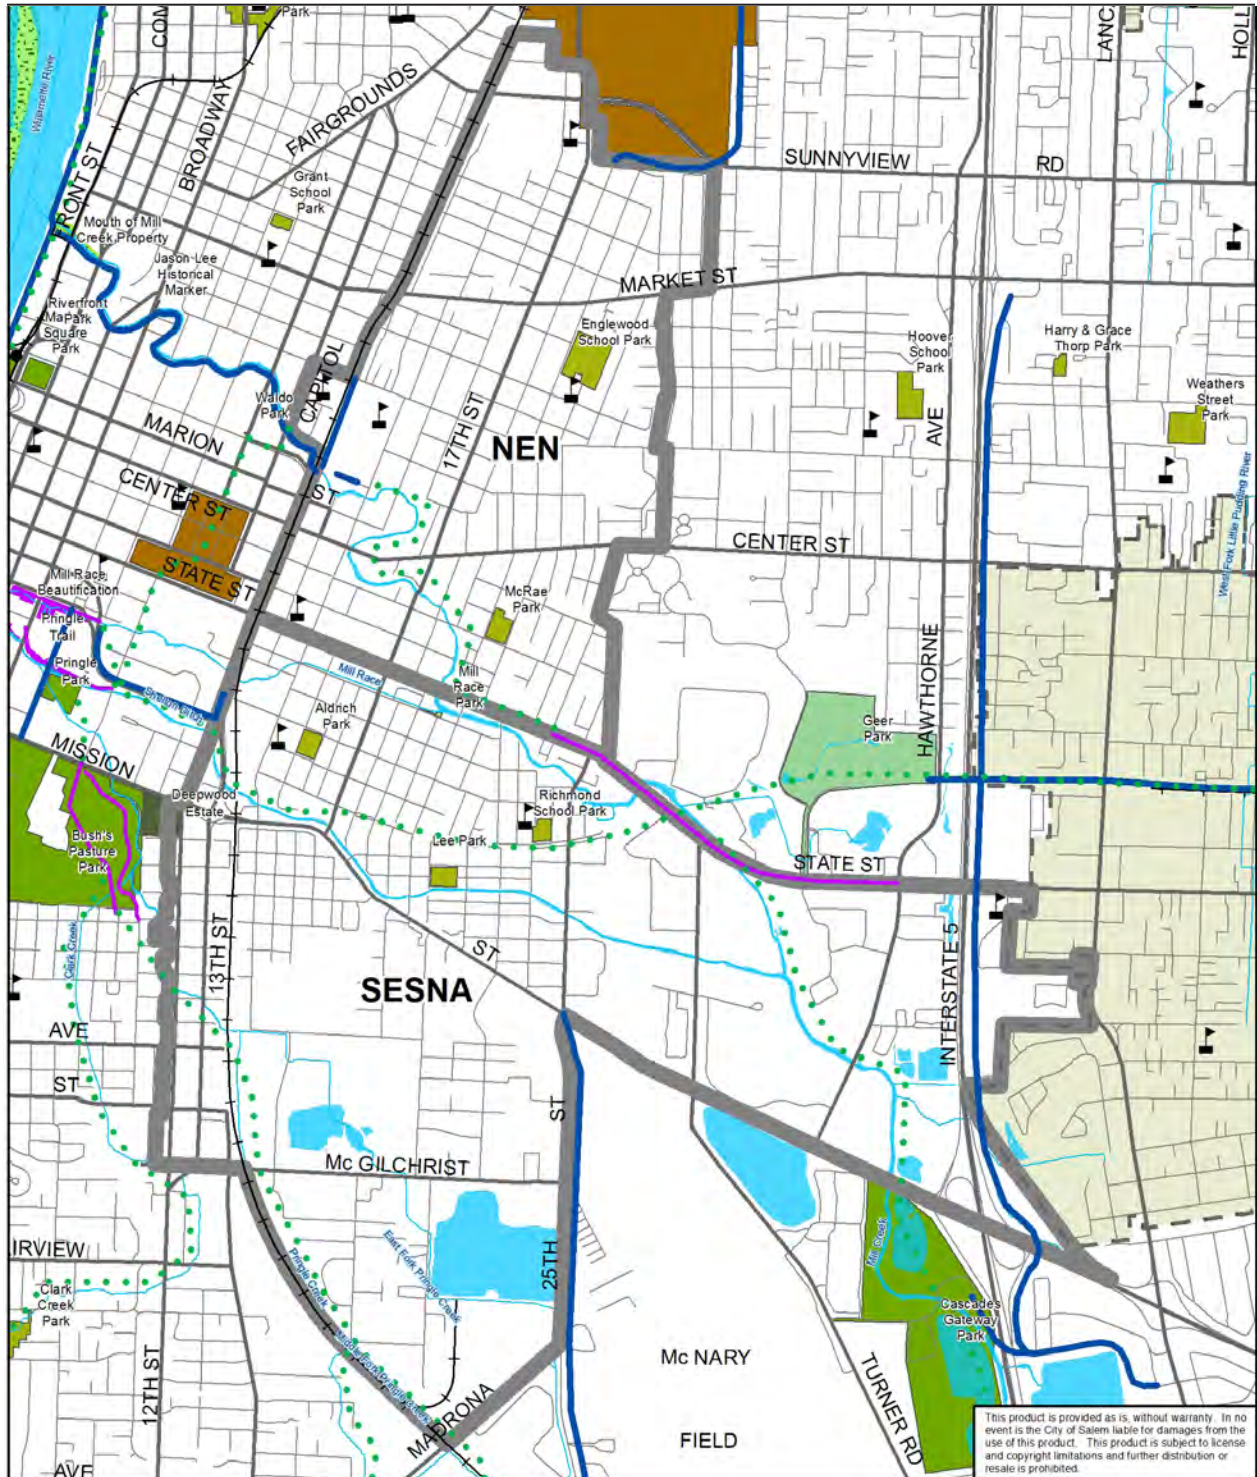 Park
COM
LANC
HOLL
Willamette River
BROADWAY
FAIRGROUNDS
SUNNYVIEW
RD
FRONT ST
Grant
School
Park
Mouth of Mill
Creek Property
Jason Lee
Historical
Marker
MARKET ST
Riverfront
Park
Square
Park
Englewood
School Park
Hoover
School
Park
Harry & Grace
Thorp Park
CAPITOL
Waldo
Park
Weathers
Street
Park
17TH ST
AVE
MARION
ST
NEN
CENTER ST
CENTER ST
West Fork Little Pudding River
STATE ST
Mill Race
Beautification
McRae
Park
Pringle
Trail
Pringle
Park
Mill Race
Mill
Race
Park
HAWTHORNE
Aldrich
Park
Geer
Park
MISSION
Deepwood
Estate
Richmond
School Park
Bush's
Pasture
Park
Lee Park
STATE ST
Clark Creek
13TH ST
ST
SESNA
INTERSTATE 5
AVE
ST
ST
Mc GILCHRIST
IRVIEW
Pringle Creek
East Fork Pringle Creek
25TH
Mill Creek
Clark
Creek
Park
Cascades
Gateway
Park
Middle Fork Pringle Creek
12TH ST
Mc NARY
TURNER RD
MADRONA
FIELD
AVE
This product is provided as is, without warranty. In no
event is the City of Salem liable for damages from the
use of this product. This product is subject to license
and copyright limitations and further distribution or
resale is prohibited.